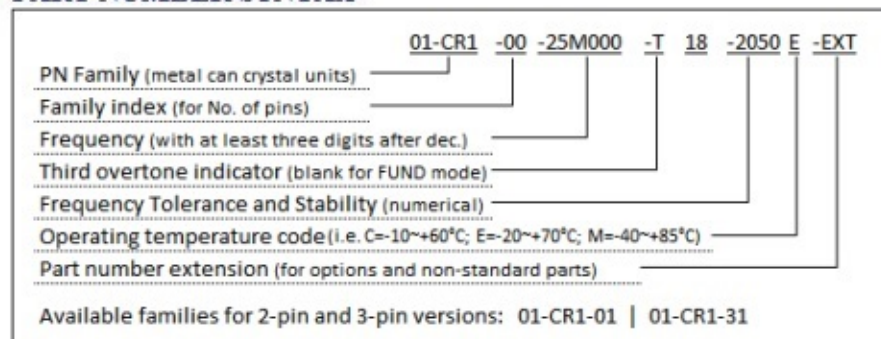 01-CR1 -00 -25M000 -T 18 -2050 E -EXT
PN Family (metal can crystal units)
Family index (for No. of pins)
Frequency (with at least three digits after dec.)
Third overtone indicator (blank for FUND mode)
Frequency Tolerance and Stability (numerical)
Operating temperature code (i.e. C=-10~+60°C; E=-20~+70°C; M=-40~+85°C)
Part number extension (for options and non-standard parts)
Available families for 2-pin and 3-pin versions: 01-CR1-01 | 01-CR1-31